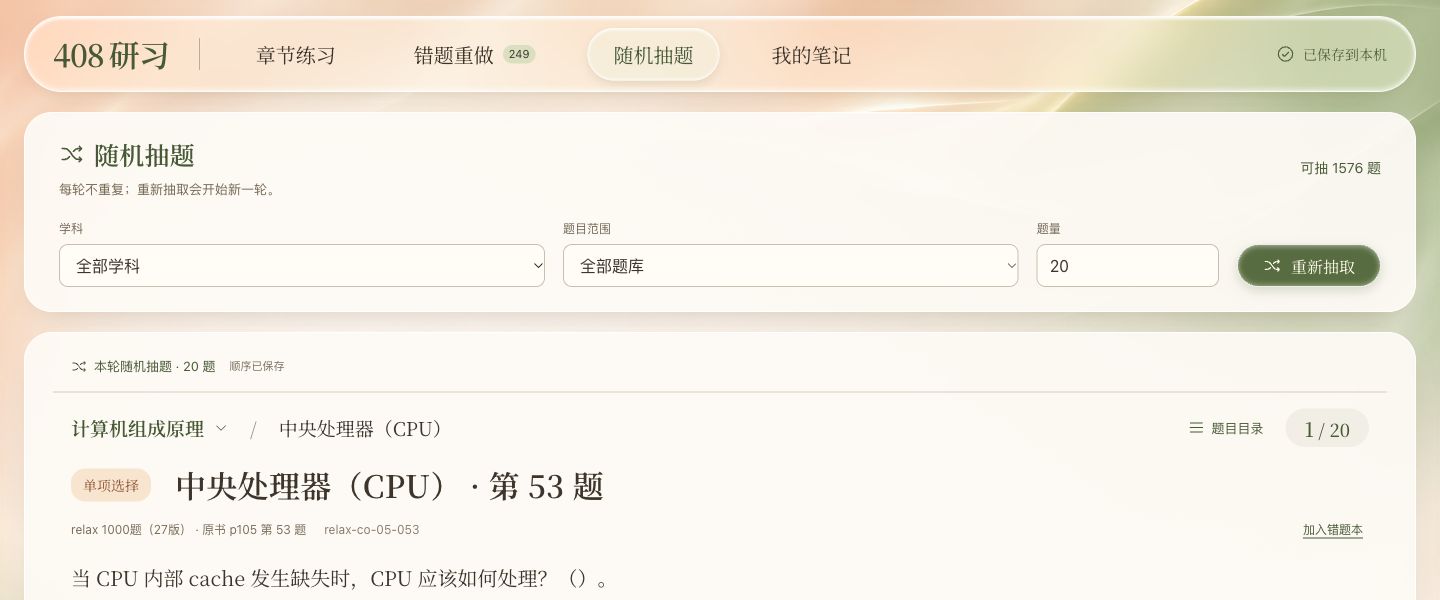 408 研习 章节练习 错题重做 249 随机抽题 我的笔记 已保存到本机
随机抽题
可抽 1576 题
每轮不重复；重新抽取会开始新一轮。
学科 题目范围 题量
全部学科 全部题库 20 重新抽取
本轮随机抽题 · 20 题 顺序已保存
计算机组成原理 / 中央处理器（CPU） 题目目录 1 / 20
单项选择 中央处理器（CPU） · 第 53 题
relax 1000题（27版） · 原书 p105 第 53 题 relax-co-05-053 加入错题本
当 CPU 内部 cache 发生缺失时，CPU 应该如何处理？（）。